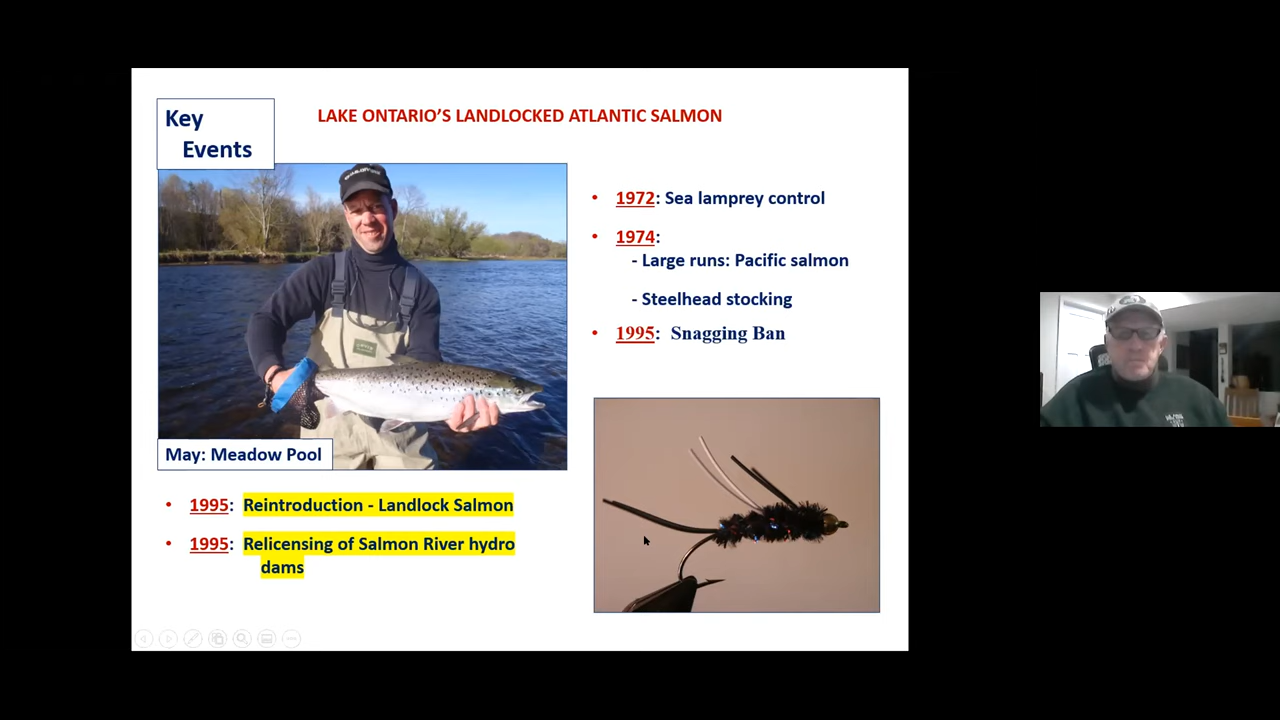 Key
Events
LAKE ONTARIO'S LANDLOCKED ATLANTIC SALMON
• 1972: Sea lamprey control
• 1974:
- Large runs: Pacific salmon
- Steelhead stocking
• 1995: Snagging Ban
May: Meadow Pool
• 1995: Reintroduction - Landlock Salmon
• 1995: Relicensing of Salmon River hydro
dams